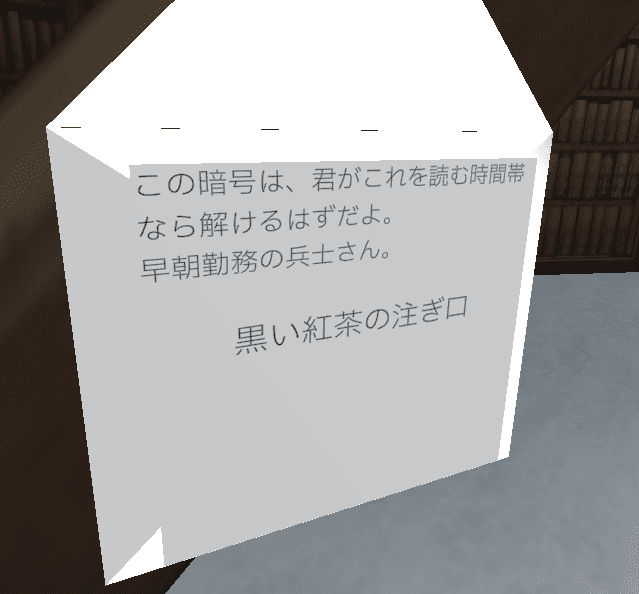 この暗号は、君がこれを読む時間帯
なら解けるはずだよ。
早朝勤務の兵士さん。
黒い紅茶の注ぎ口